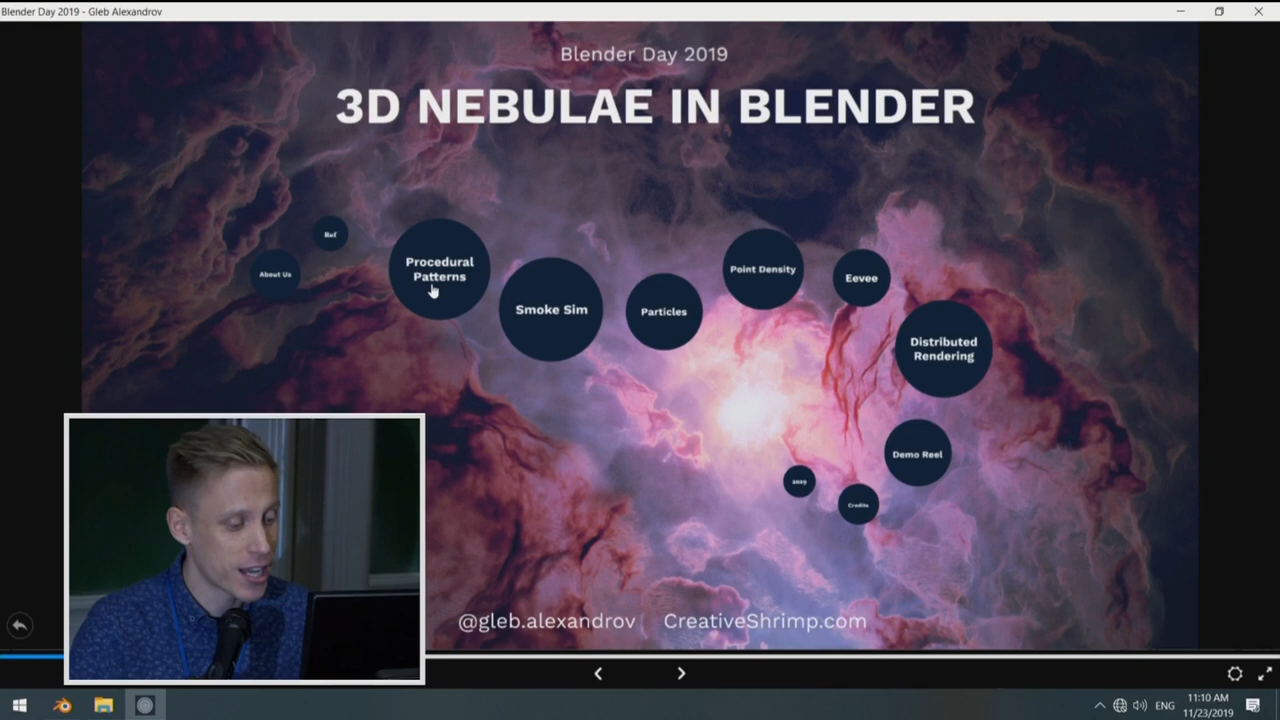 Blender Day 2019 - Gleb Alexandrov
Blender Day 2019
3D NEBULAE IN BLENDER
Ref
About Us
Procedural
Patterns
Smoke Sim
Particles
Point Density
Eevee
Distributed
Rendering
Demo Reel
Credits
@gleb.alexandrov CreativeShrimp.com
ENG
11:10 AM
11/23/2019